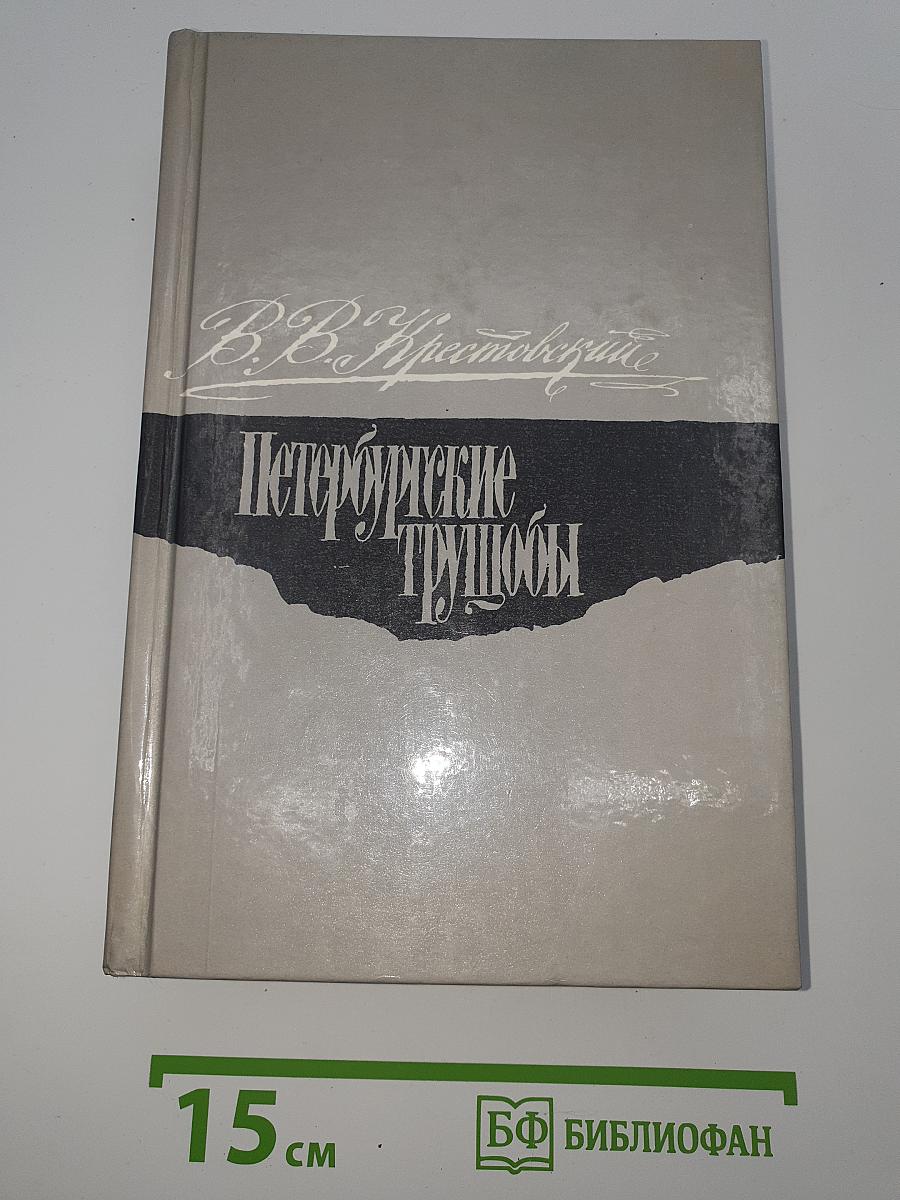 В. В. Крестовский
Петербургские
трущобы
15 см
БФ БИБЛИОФАН